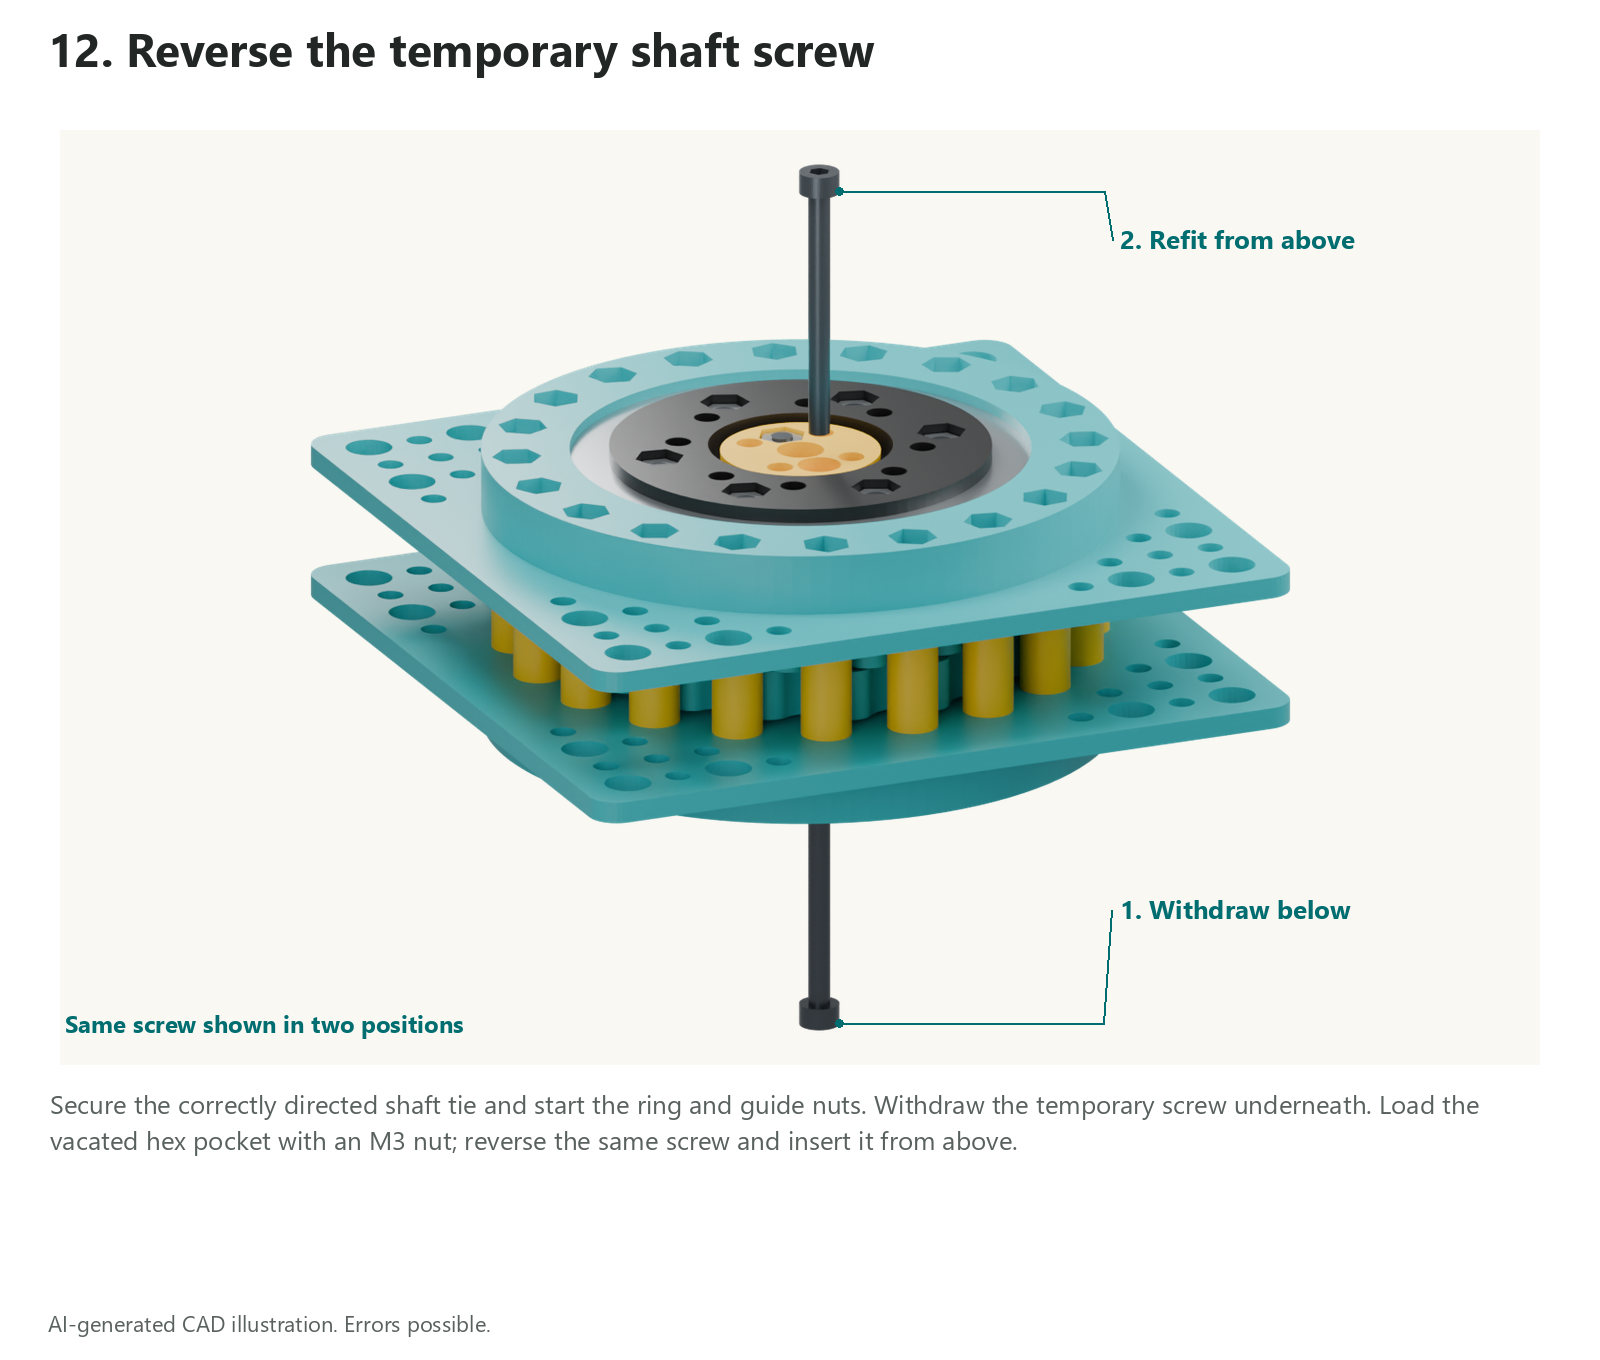 12. Reverse the temporary shaft screw
2. Refit from above
1. Withdraw below
Same screw shown in two positions
Secure the correctly directed shaft tie and start the ring and guide nuts. Withdraw the temporary screw underneath. Load the
vacated hex pocket with an M3 nut; reverse the same screw and insert it from above.
AI-generated CAD illustration. Errors possible.